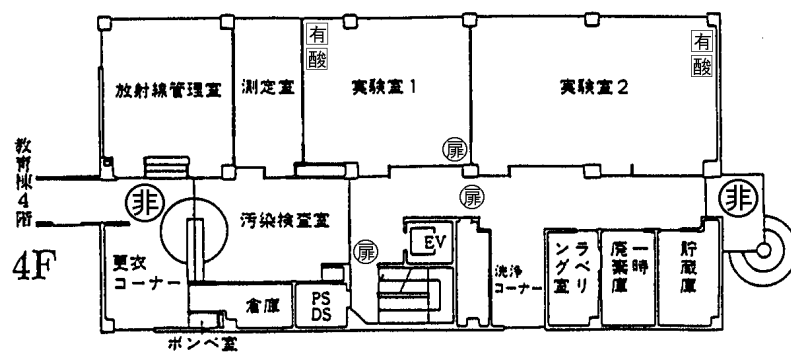 有
酸
有
酸
放射線管理室
測定室
実験室1
実験室2
扉
教育棟4階
非
扉
非
汚染検査室
4F
更衣
コーナー
扉
EV
洗浄
コーナー
ラベリ
ング室
一時
廃棄庫
貯蔵庫
倉庫
PS
DS
ボンベ室